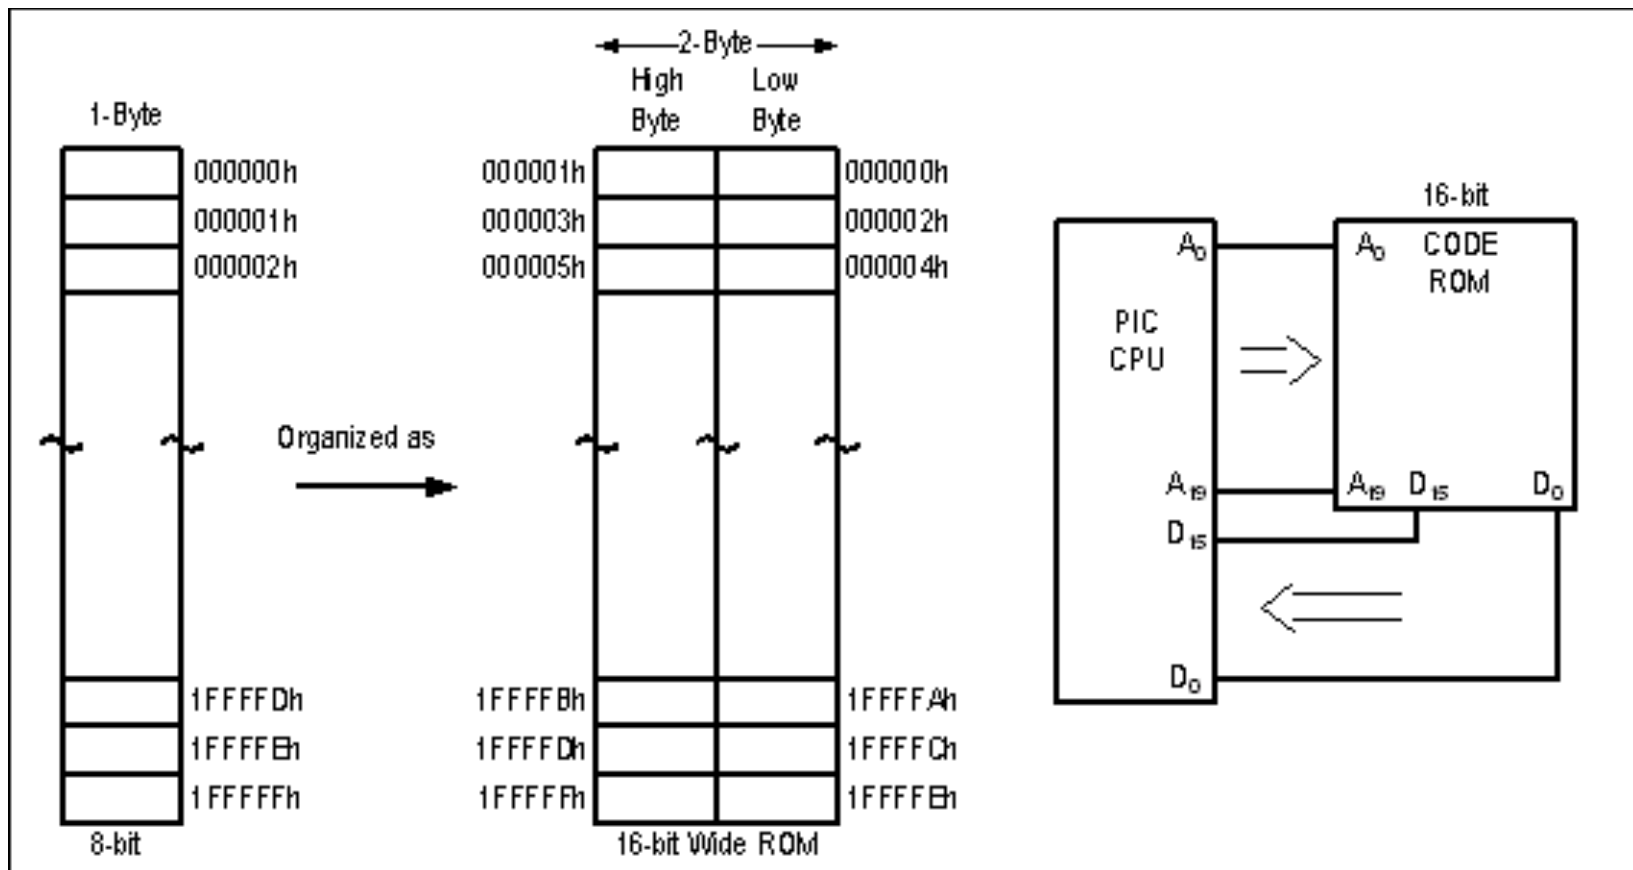 1-Byte
000000h
000001h
000002h
1FFFFDh
1FFFFEh
1FFFFFh
8-bit
Organized as
2-Byte
High
Byte
Low
Byte
000001h
000000h
000003h
000002h
000005h
000004h
1FFFFBh
1FFFFAh
1FFFFDh
1FFFFCh
1FFFFFh
1FFFFEh
16-bit Wide ROM
16-bit
A0
A0
CODE
ROM
PIC
CPU
A19
A19
D15
D0
D15
D0